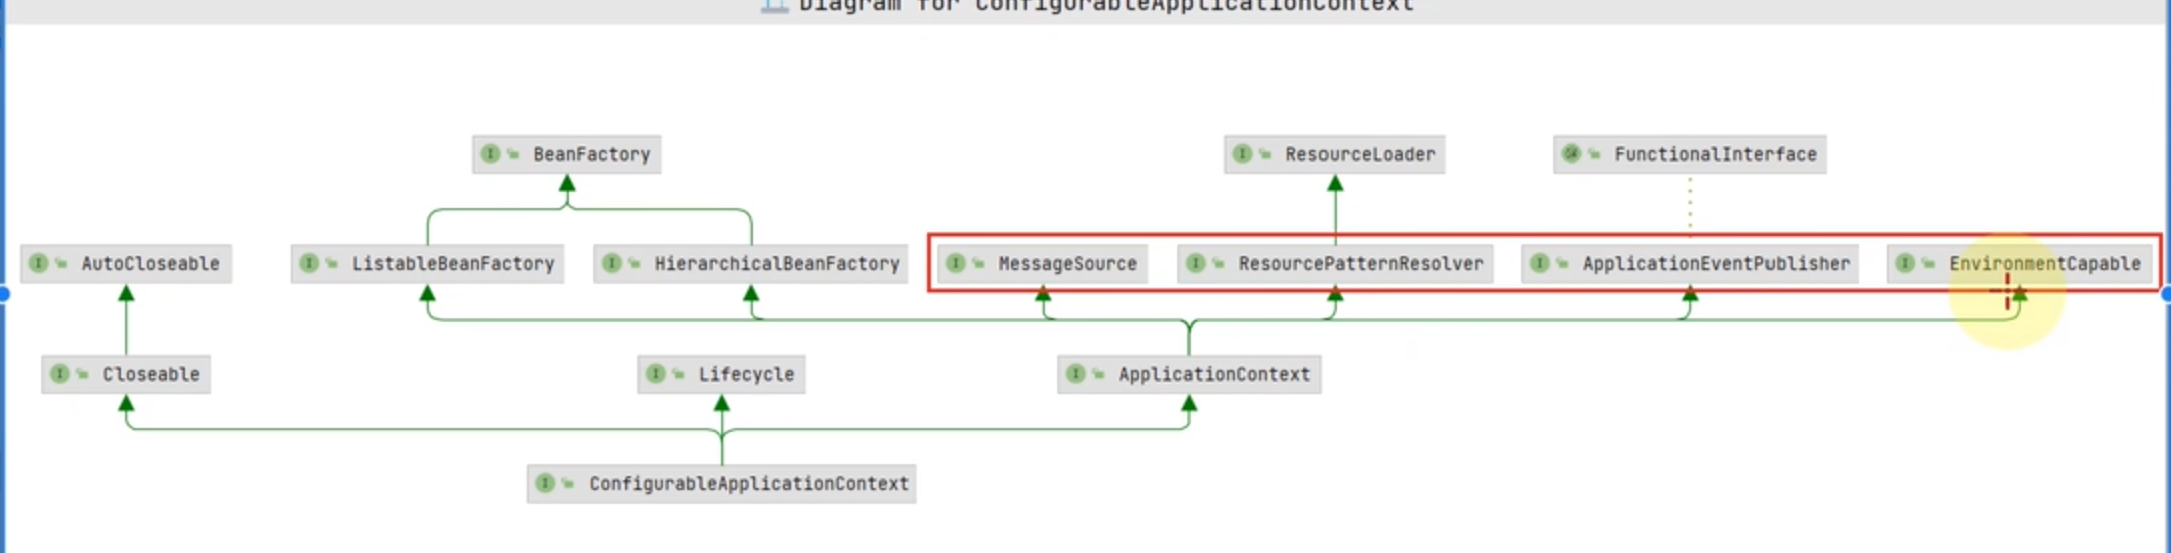 Diagram for ConfigurableApplicationContext
BeanFactory
ResourceLoader
FunctionalInterface
AutoCloseable
ListableBeanFactory
HierarchicalBeanFactory
MessageSource
ResourcePatternResolver
ApplicationEventPublisher
EnvironmentCapable
Closeable
Lifecycle
ApplicationContext
ConfigurableApplicationContext